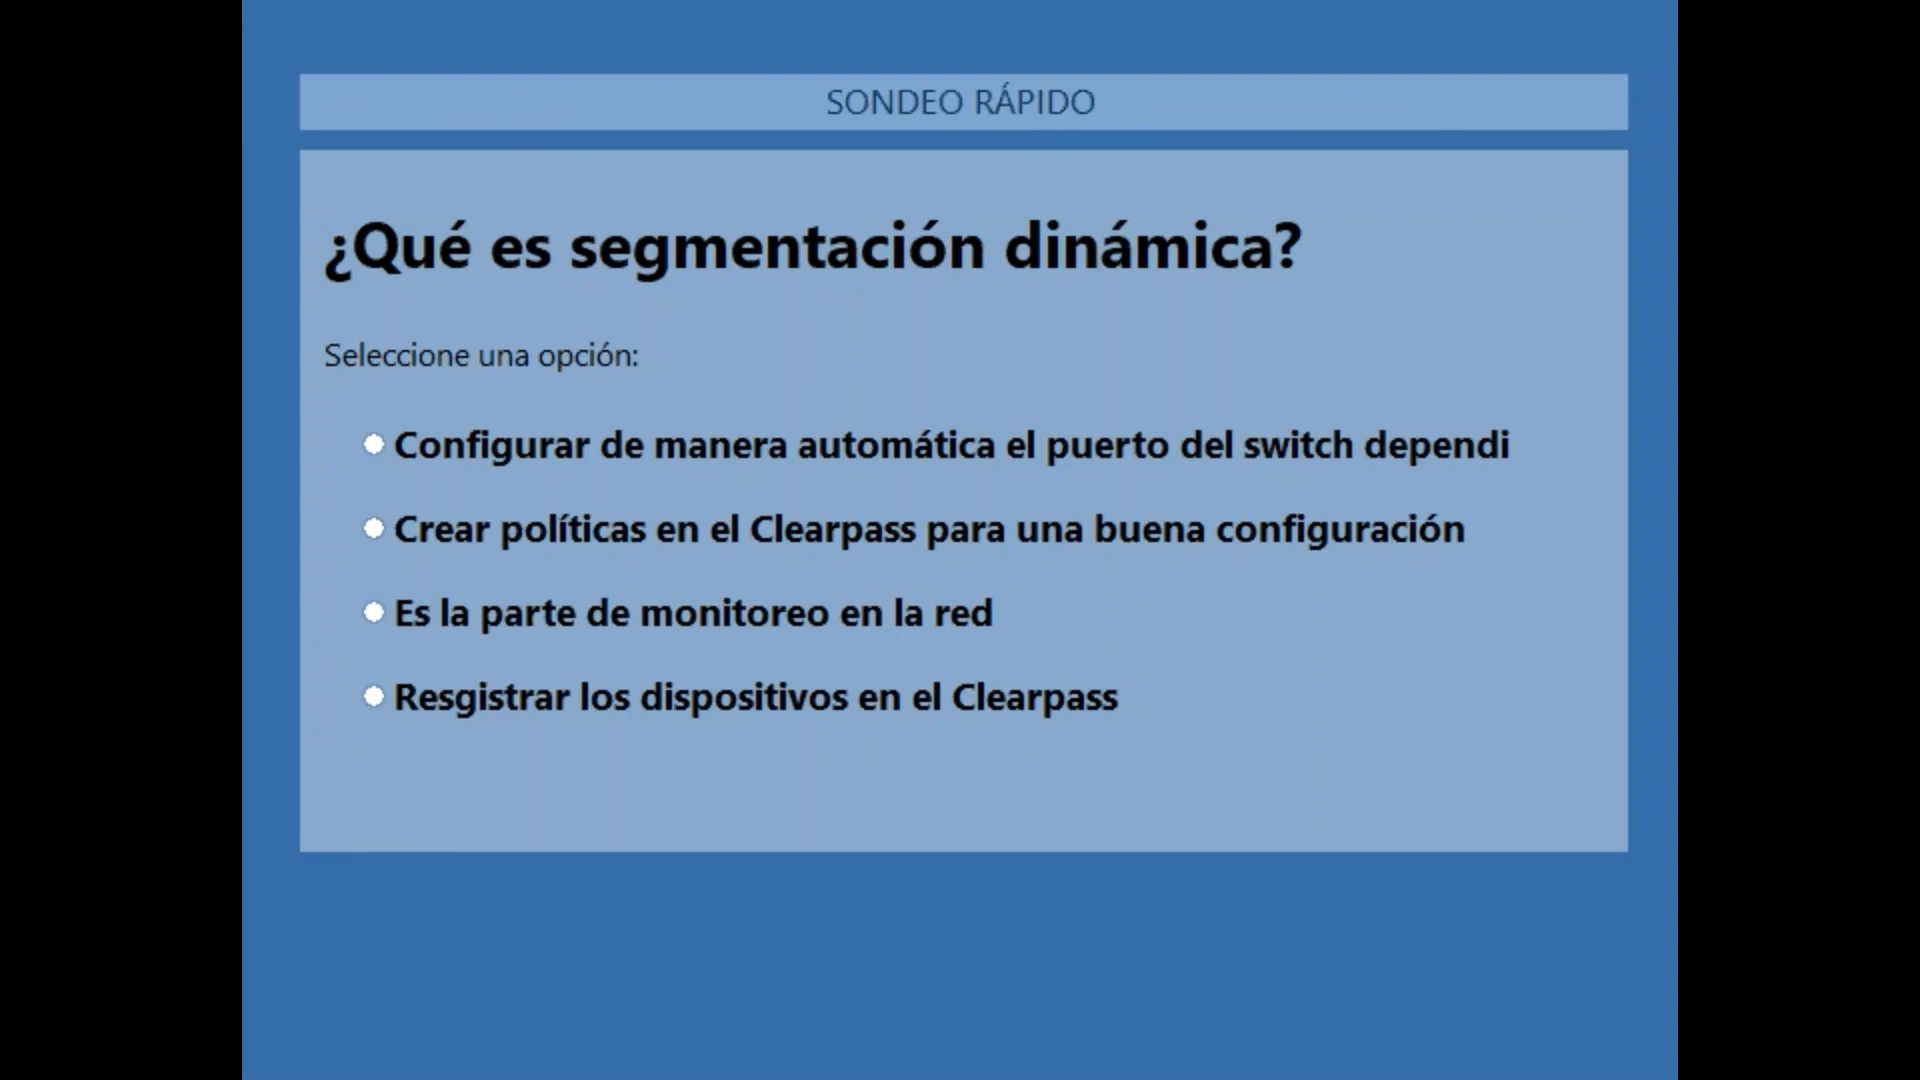 SONDEO RÁPIDO
¿Qué es segmentación dinámica?
Seleccione una opción:
Configurar de manera automática el puerto del switch dependi
Crear políticas en el Clearpass para una buena configuración
Es la parte de monitoreo en la red
Resgistrar los dispositivos en el Clearpass